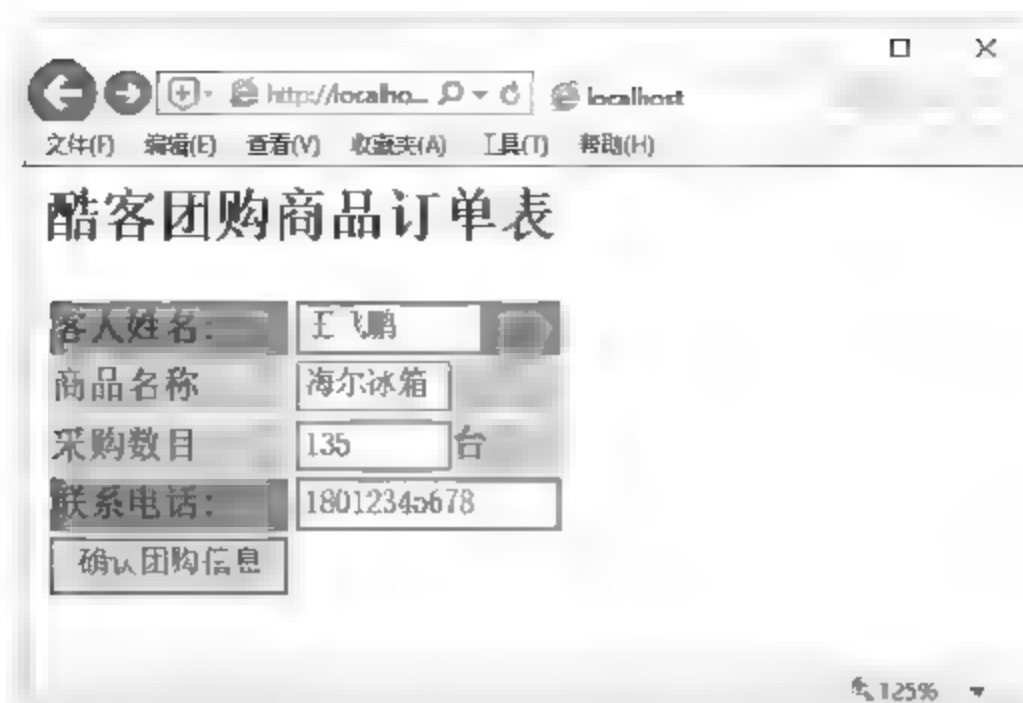 http://localho... localhost
文件(F) 编辑(E) 查看(V) 收藏夹(A) 工具(T) 帮助(H)
酷客团购商品订单表
客人姓名: 王飞鹏
商品名称 海尔冰箱
采购数目 135 台
联系电话: 18012345678
确认团购信息
125%